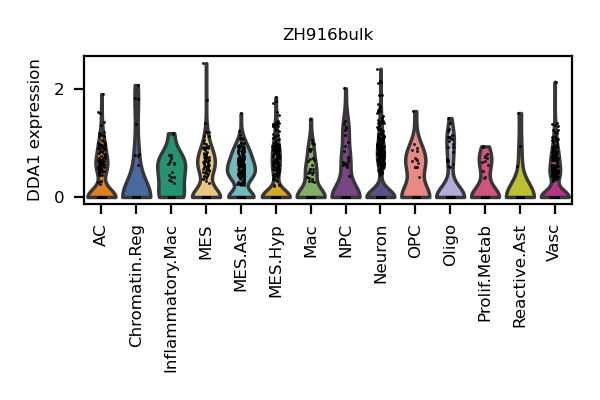 ZH916bulk
DDA1 expression
2
0
AC
Chromatin.Reg
Inflammatory.Mac
MES
MES.Ast
MES.Hyp
Mac
NPC
Neuron
OPC
Oligo
Prolif.Metab
Reactive.Ast
Vasc